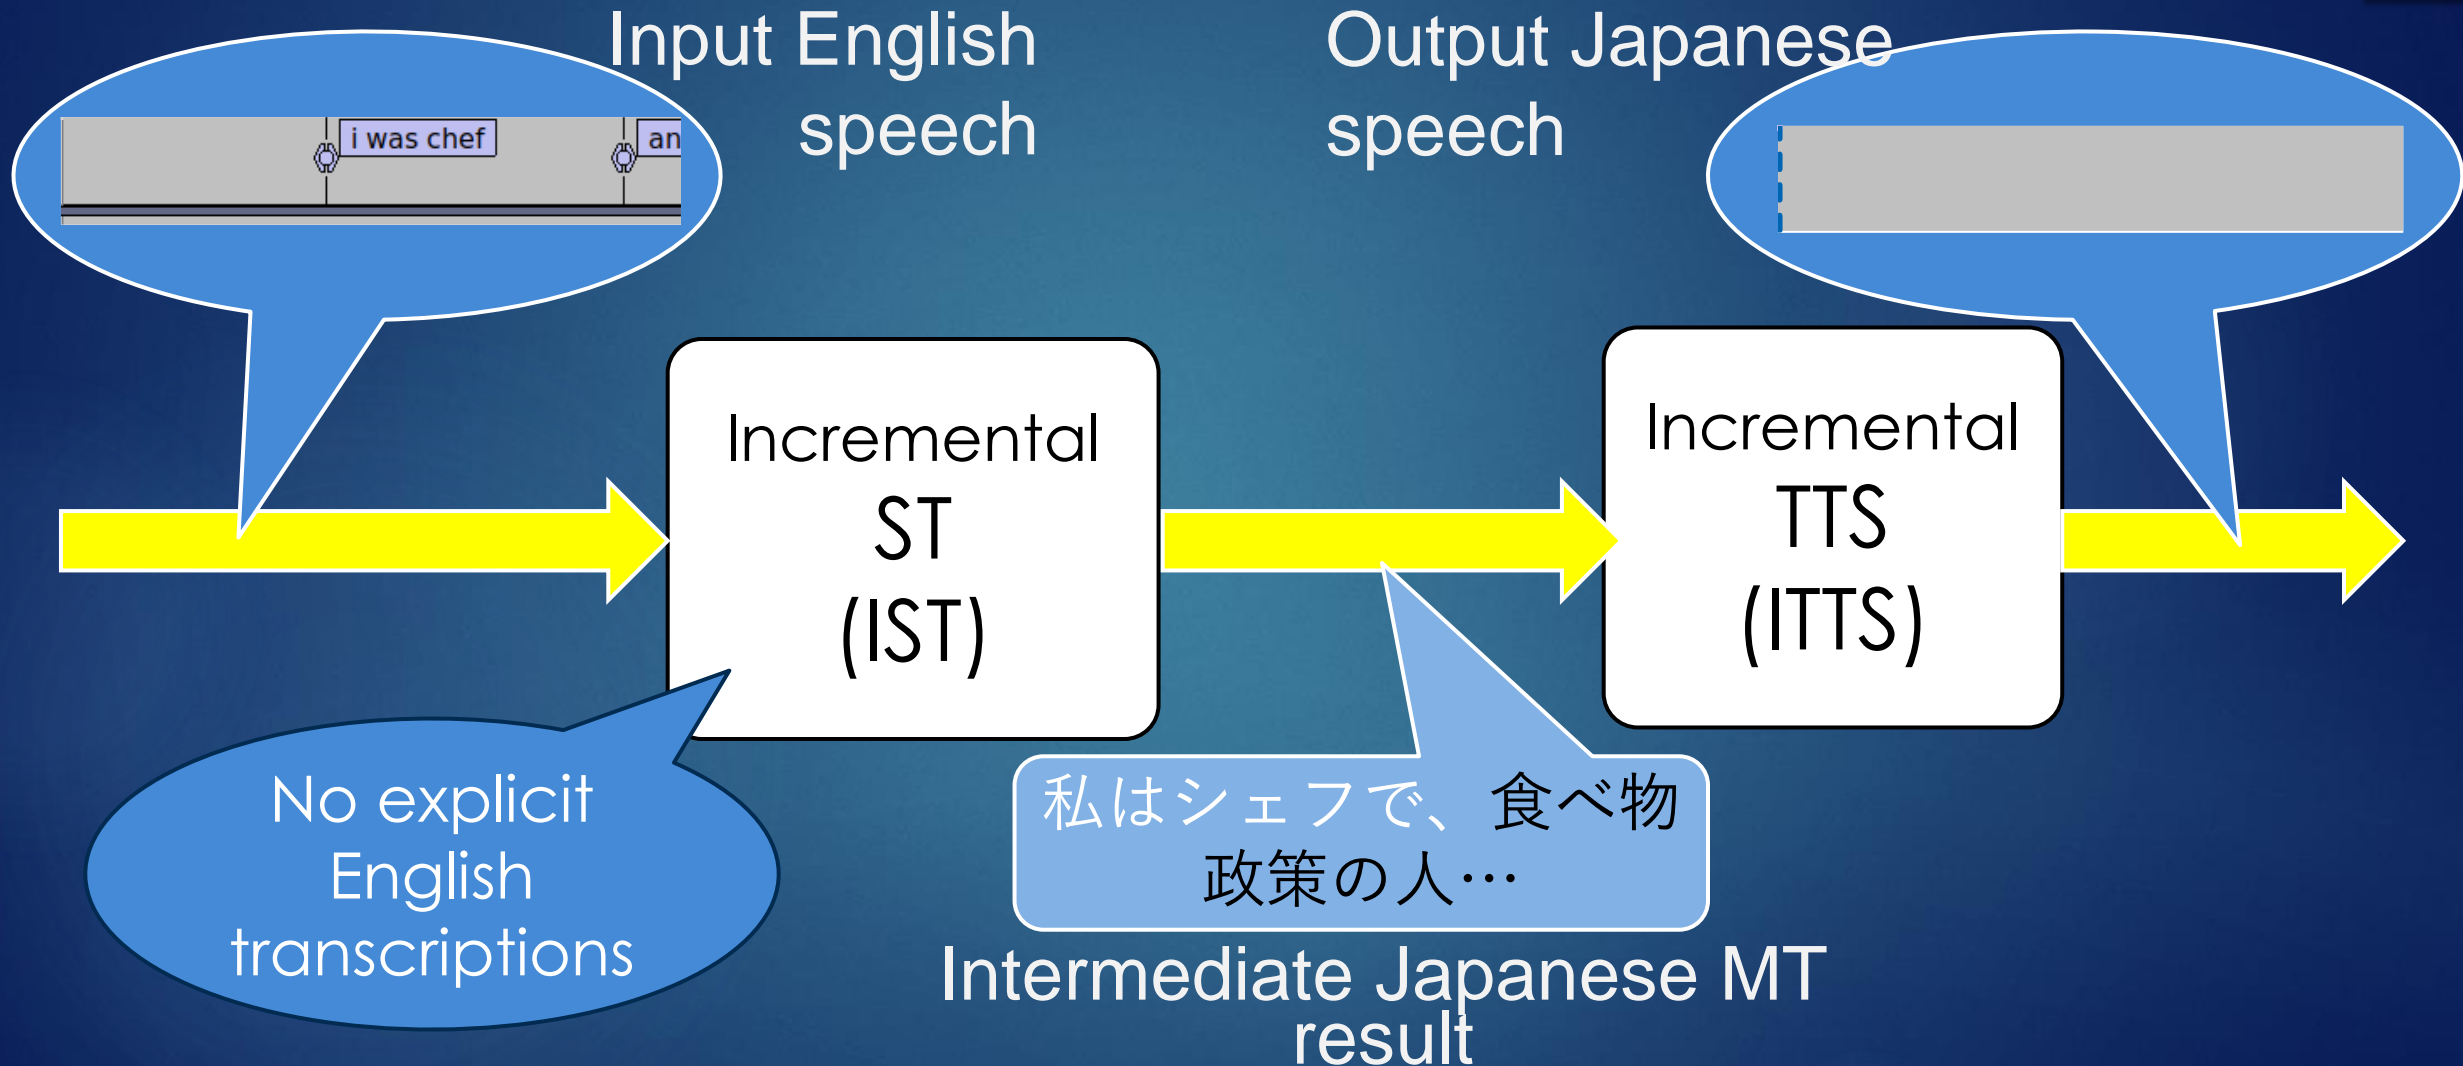 Input English
speech
Output Japanese
speech
i was chef
an
Incremental
ST
(IST)
Incremental
TTS
(ITTS)
No explicit
English
transcriptions
私はシェフで、食べ物
政策の人…
Intermediate Japanese MT
result